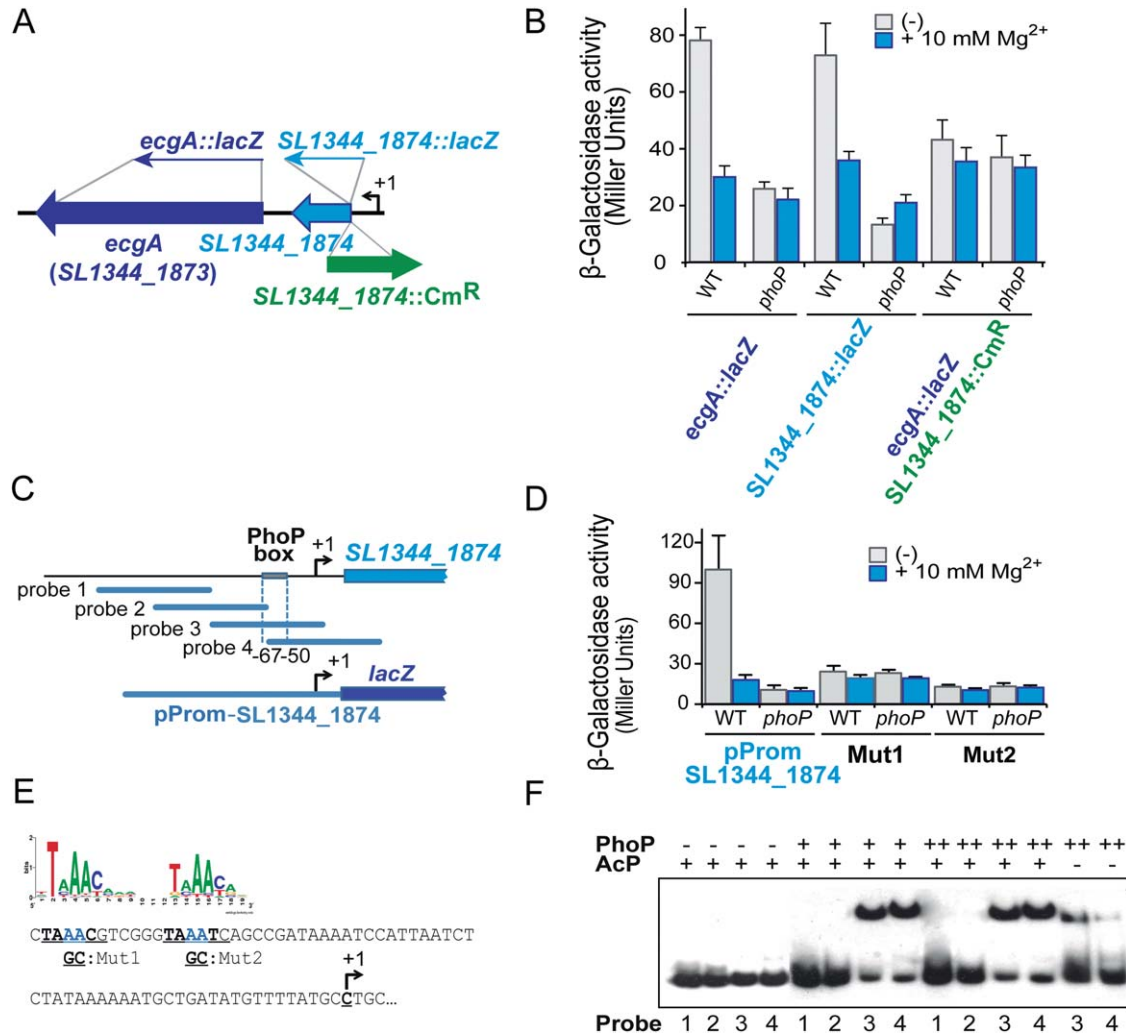 A
ecgA::lacZ
SL1344_1874::lacZ
+1
ecgA
(SL1344_1873)
SL1344_1874
SL1344_1874::CmR
B
β-Galactosidase activity
(Miller Units)
80
60
40
20
0
(-)
+ 10 mM Mg2+
WT
phoP
WT
phoP
WT
phoP
ecgA::lacZ
SL1344_1874::lacZ
ecgA::lacZ
SL1344_1874::CmR
C
PhoP
box
+1
SL1344_1874
probe 1
probe 2
probe 3
probe 4
-67-50
+1
lacZ
pProm-SL1344_1874
D
β-Galactosidase activity
(Miller Units)
120
90
60
30
0
(-)
+ 10 mM Mg2+
WT phoP WT phoP WT phoP
pProm
SL1344_1874
Mut1
Mut2
E
CTAAACGTCGGGTAAATCAGCCGATAAAATCCATTAATCT
GC:Mut1 GC:Mut2
+1
CTATAAAAAATGCTGATATGTTTTATGCCTGC...
F
PhoP - - - - + + + + ++ ++ ++ ++ ++ ++
AcP + + + + + + + + + + + + - -
Probe 1 2 3 4 1 2 3 4 1 2 3 4 3 4